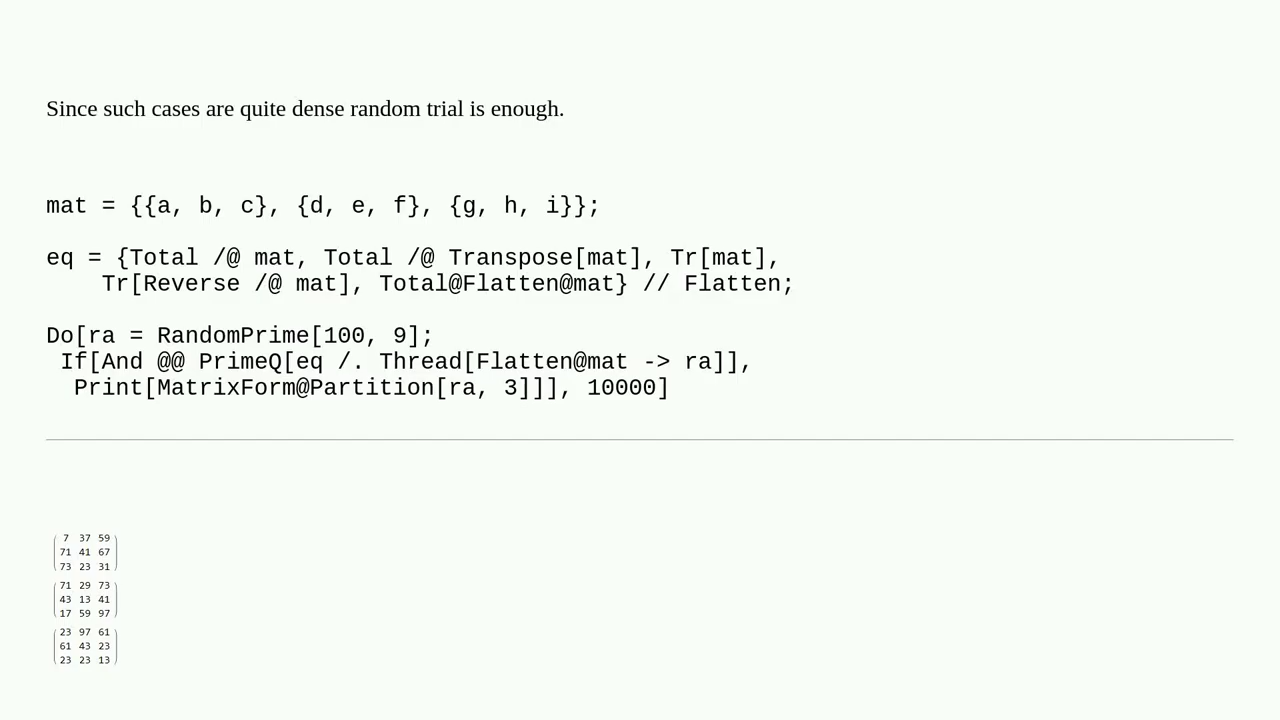 Since such cases are quite dense random trial is enough.
mat = {{a, b, c}, {d, e, f}, {g, h, i}};
eq = {Total /@ mat, Total /@ Transpose[mat], Tr[mat],
Tr[Reverse /@ mat], Total@Flatten@mat} // Flatten;
Do[ra = RandomPrime[100, 9];
If[And @@ PrimeQ[eq /. Thread[Flatten@mat -> ra]],
Print[MatrixForm@Partition[ra, 3]]], 10000]
7 37 59
71 41 67
73 23 31
71 29 73
43 13 41
17 59 97
23 97 61
61 43 23
23 23 13